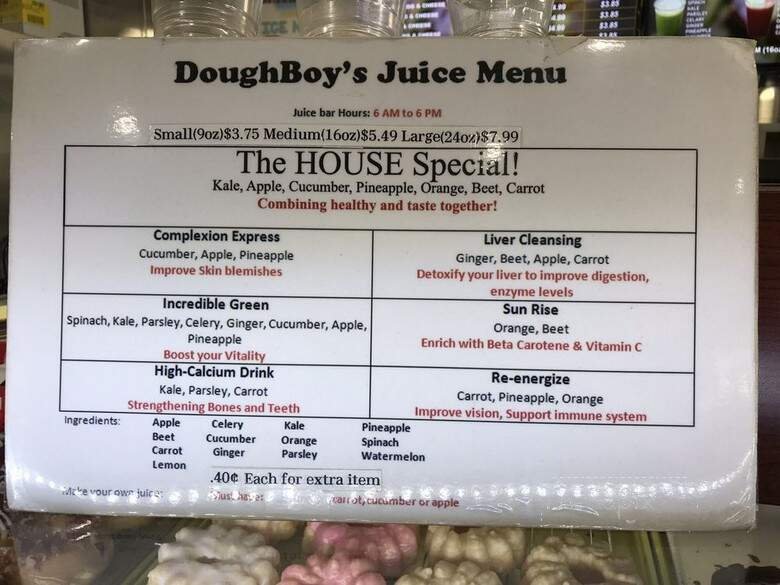 DoughBoy's Juice Menu
Juice bar Hours: 6 AM to 6 PM
Small(9oz)$3.75 Medium(16oz)$5.49 Large(24oz)$7.99
The HOUSE Special!
Kale, Apple, Cucumber, Pineapple, Orange, Beet, Carrot
Combining healthy and taste together!
Complexion Express
Cucumber, Apple, Pineapple
Improve Skin blemishes
Liver Cleansing
Ginger, Beet, Apple, Carrot
Detoxify your liver to improve digestion,
enzyme levels
Incredible Green
Spinach, Kale, Parsley, Celery, Ginger, Cucumber, Apple,
Pineapple
Boost your Vitality
Sun Rise
Orange, Beet
Enrich with Beta Carotene & Vitamin C
High-Calcium Drink
Kale, Parsley, Carrot
Strengthening Bones and Teeth
Re-energize
Carrot, Pineapple, Orange
Improve vision, Support immune system
Ingredients: Apple Celery Kale Pineapple
Beet Cucumber Orange Spinach
Carrot Ginger Parsley Watermelon
Lemon
.40¢ Each for extra item
Make your own juice: Must have: carrot, cucumber or apple